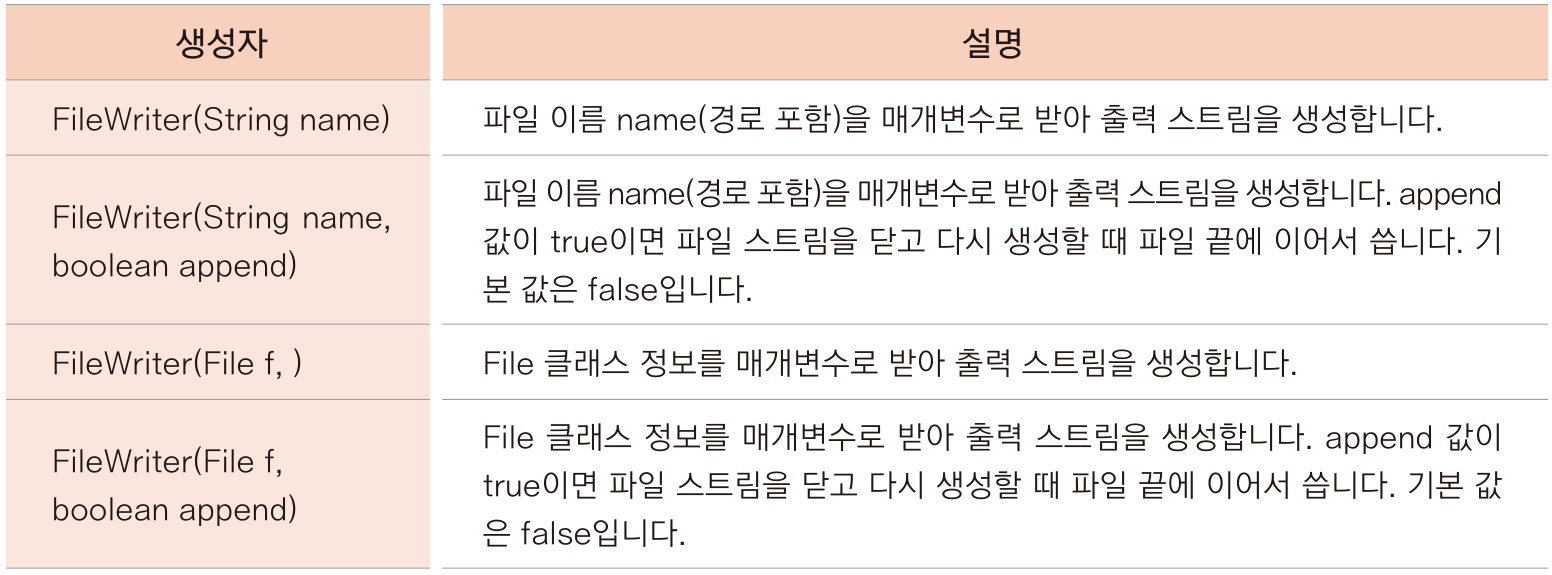 생성자
설명
FileWriter(String name)
파일 이름 name(경로 포함)을 매개변수로 받아 출력 스트림을 생성합니다.
FileWriter(String name,
boolean append)
파일 이름 name(경로 포함)을 매개변수로 받아 출력 스트림을 생성합니다. append
값이 true이면 파일 스트림을 닫고 다시 생성할 때 파일 끝에 이어서 씁니다. 기
본 값은 false입니다.
FileWriter(File f, )
File 클래스 정보를 매개변수로 받아 출력 스트림을 생성합니다.
FileWriter(File f,
boolean append)
File 클래스 정보를 매개변수로 받아 출력 스트림을 생성합니다. append 값이
true이면 파일 스트림을 닫고 다시 생성할 때 파일 끝에 이어서 씁니다. 기본 값
은 false입니다.